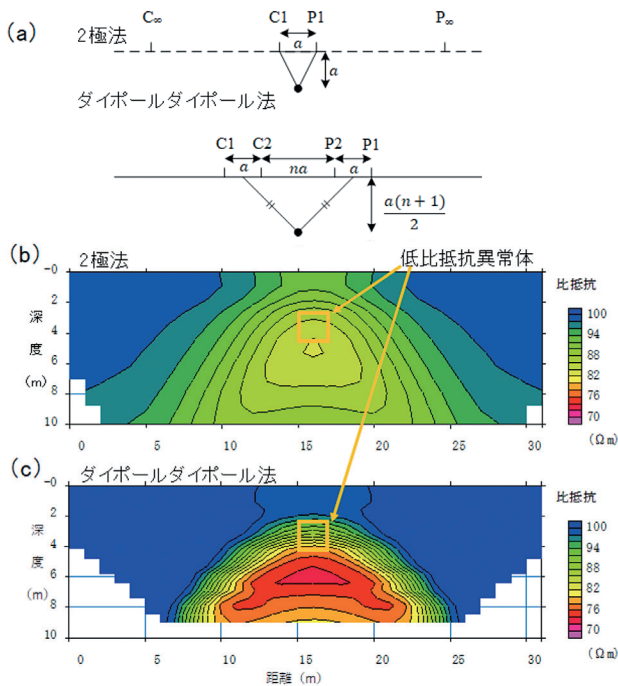 (a)
2極法
C∞ C1 P1 P∞
a
a
ダイポールダイポール法
C1 C2 P2 P1
a na a
a(n+1)
2
低比抵抗異常体
(b)
2極法
比抵抗
-0
2
4
6
8
10
深度
(m)
100
94
88
82
76
70
(Ωm)
0 5 10 15 20 25 30
(c)
ダイポールダイポール法
比抵抗
-0
2
4
6
8
10
深度
(m)
100
94
88
82
76
70
(Ωm)
0 5 10 15 20 25 30
距離 (m)